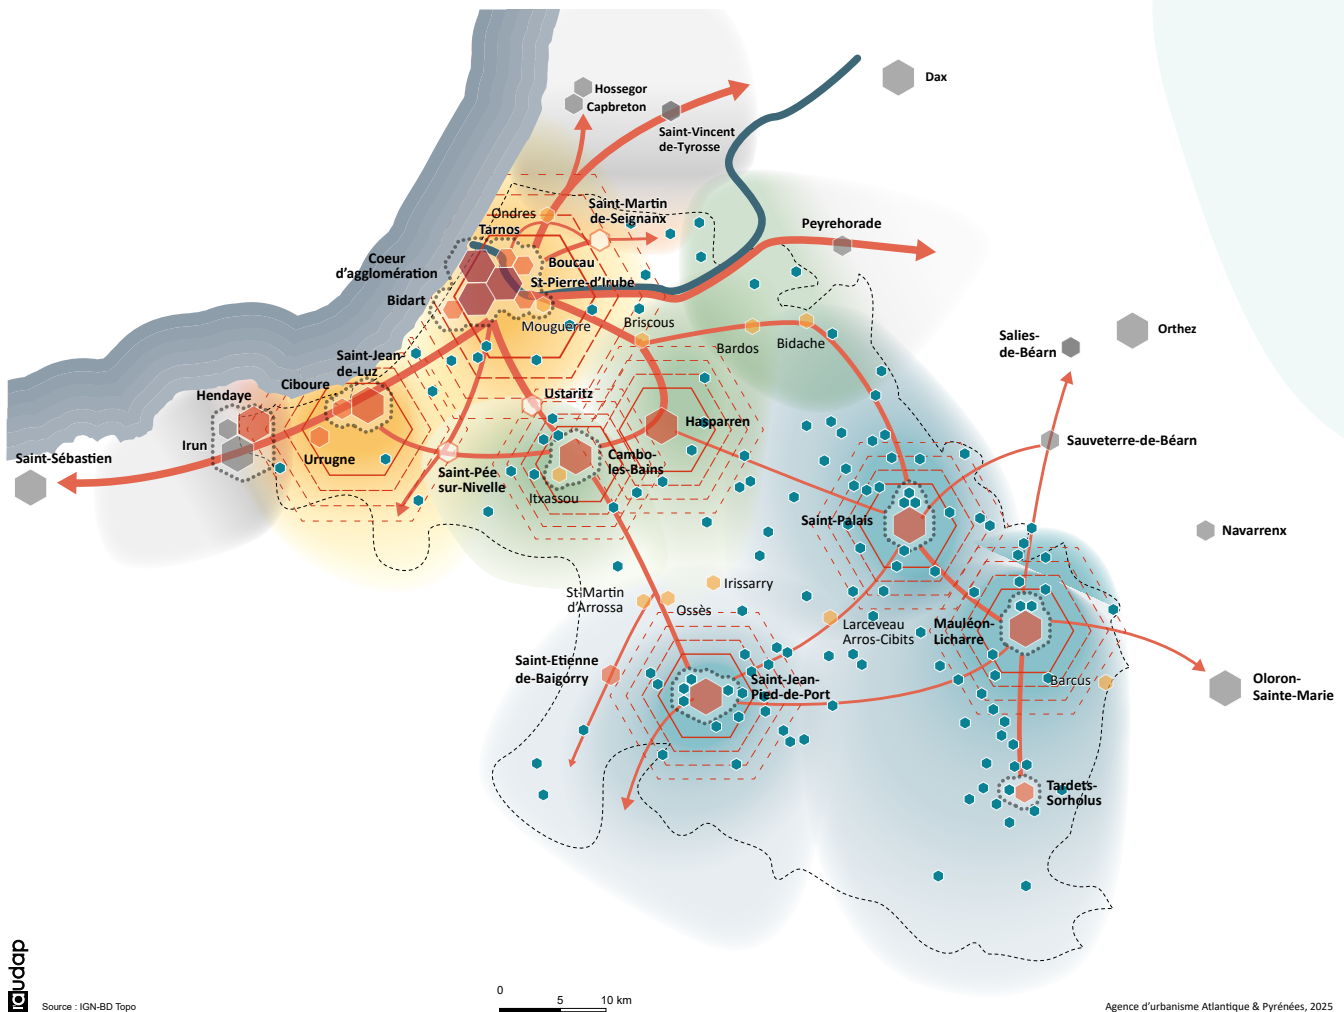 Dax
Hossegor
Capbreton
Saint-Vincent
de-Tyrosse
Saint-Martin
de-Seignanx
Ondres
Tarnos
Peyrehorade
Coeur
d'agglomération
Boucau
St-Pierre-d'Irube
Bidart
Mouguerre
Briscous
Bardos
Bidache
Salies-
de-Béarn
Orthez
Saint-Jean
de-Luz
Ciboure
Hendaye
Ustaritz
Hasparren
Irun
Saint-Sébastien
Urrugne
Saint-Pée
sur-Nivelle
Cambo-
les-Bains
Itxassou
Sauveterre-de-Béarn
Saint-Palais
Navarrenx
Irissarry
St-Martin
d'Arrossa
Ossès
Larceveau
Arros-Cibits
Mauléon-
Licharre
Saint-Etienne
de-Baigorry
Saint-Jean-
Pied-de-Port
Barcus
Oloron-
Sainte-Marie
Tardets-
Sorholus
audap
Source : IGN-BD Topo
0
5
10 km
Agence d'urbanisme Atlantique & Pyrénées, 2025